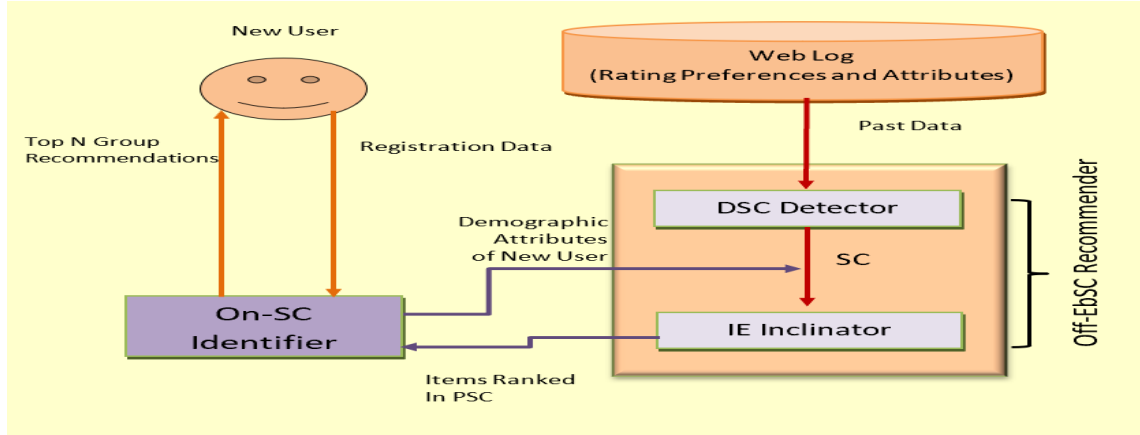 New User
Web Log
(Rating Preferences and Attributes)
Top N Group
Recommendations
Registration Data
Past Data
DSC Detector
Demographic
Attributes
of New User
SC
On-SC
Identifier
IE Inclinator
Items Ranked
In PSC
Off-EbSC Recommender